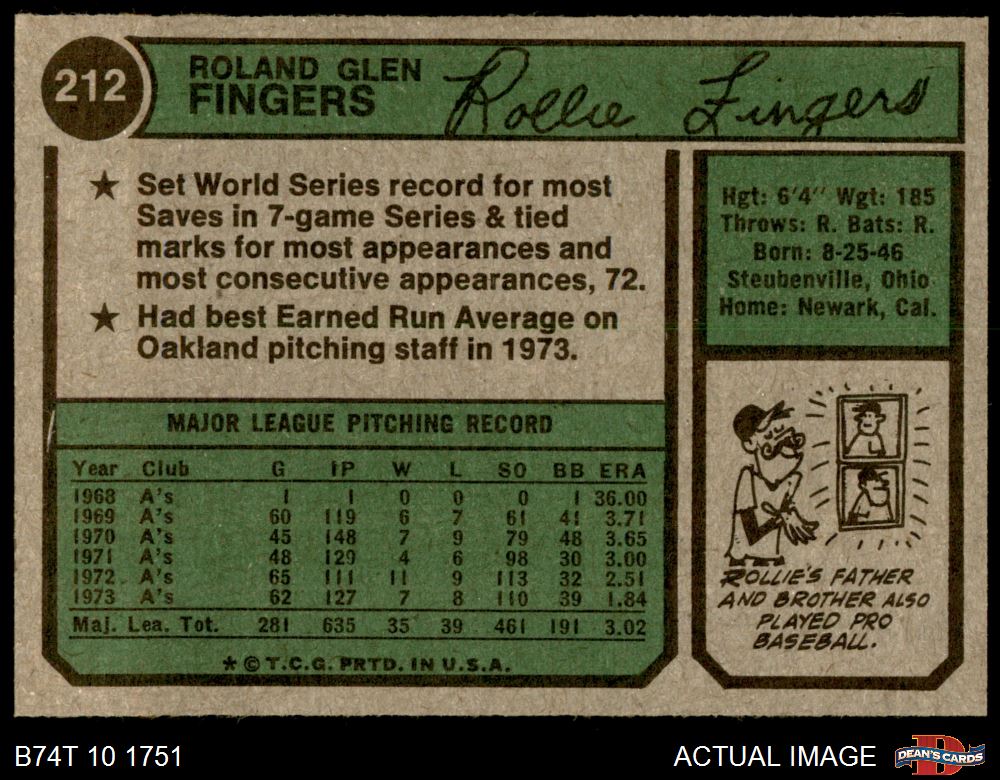 212
ROLAND GLEN
FINGERS
Rollie Fingers
★ Set World Series record for most
Saves in 7-game Series & tied
marks for most appearances and
most consecutive appearances, 72.
★ Had best Earned Run Average on
Oakland pitching staff in 1973.
Hgt: 6'4" Wgt: 185
Throws: R. Bats: R.
Born: 8-25-46
Steubenville, Ohio
Home: Newark, Cal.
MAJOR LEAGUE PITCHING RECORD
Year Club G IP W L SO BB ERA
1968 A's 1 1 0 0 0 1 36.00
1969 A's 60 119 6 7 61 41 3.71
1970 A's 45 148 7 9 79 48 3.65
1971 A's 48 129 4 6 98 30 3.00
1972 A's 65 111 11 9 113 32 2.51
1973 A's 62 127 7 8 110 39 1.84
Maj. Lea. Tot. 281 635 35 39 461 191 3.02
★ © T.C.G. PRTD. IN U.S.A.
ROLLIE'S FATHER
AND BROTHER ALSO
PLAYED PRO
BASEBALL.
B74T 10 1751
ACTUAL IMAGE
D
DEAN'S CARDS